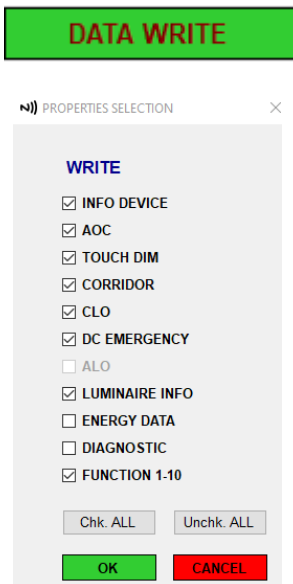 DATA WRITE
PROPERTIES SELECTION
WRITE
INFO DEVICE
AOC
TOUCH DIM
CORRIDOR
CLO
DC EMERGENCY
ALO
LUMINAIRE INFO
ENERGY DATA
DIAGNOSTIC
FUNCTION 1-10
Chk. ALL Unchk. ALL
OK CANCEL